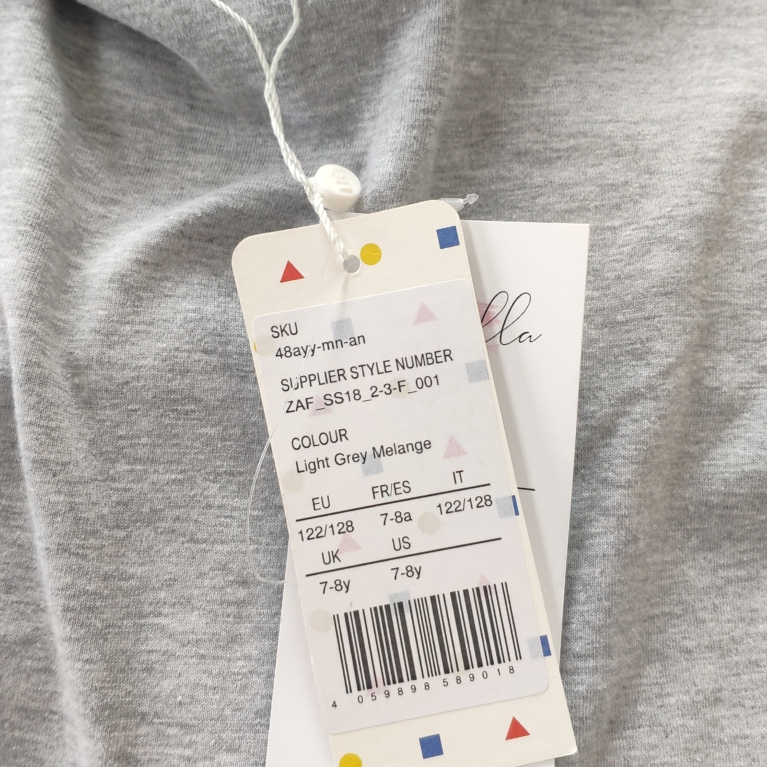 SKU
48ayy-mn-an
SUPPLIER STYLE NUMBER
ZAF_SS18_2-3-F_001
COLOUR
Light Grey Melange
EU FR/ES IT
122/128 7-8a 122/128
UK US
7-8y 7-8y
4 059898 589018
lla